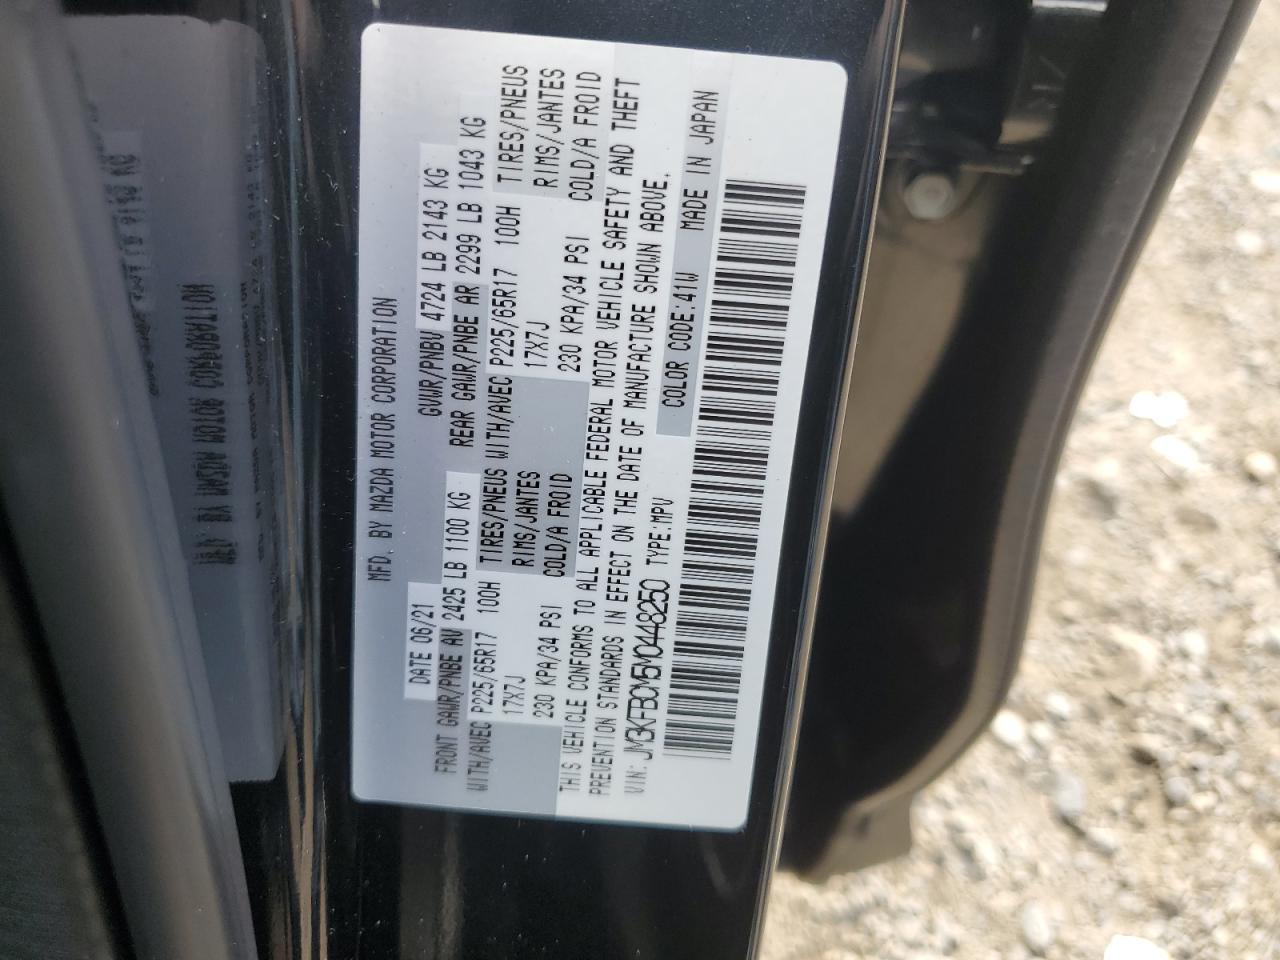 MFD. BY MAZDA MOTOR CORPORATION
DATE 06/21 GVWR/PNBV 4724 LB 2143 KG
FRONT GAWR/PNBE AV 2425 LB 1100 KG REAR GAWR/PNBE AR 2299 LB 1043 KG
WITH/AVEC P225/65R17 100H TIRES/PNEUS WITH/AVEC P225/65R17 100H TIRES/PNEUS
17X7J RIMS/JANTES 17X7J RIMS/JANTES
230 KPA/34 PSI COLD/A FROID 230 KPA/34 PSI COLD/A FROID
THIS VEHICLE CONFORMS TO ALL APPLICABLE FEDERAL MOTOR VEHICLE SAFETY AND THEFT
PREVENTION STANDARDS IN EFFECT ON THE DATE OF MANUFACTURE SHOWN ABOVE.
VIN: JM3KFBCM5M0448250 TYPE:MPV COLOR CODE:41W MADE IN JAPAN